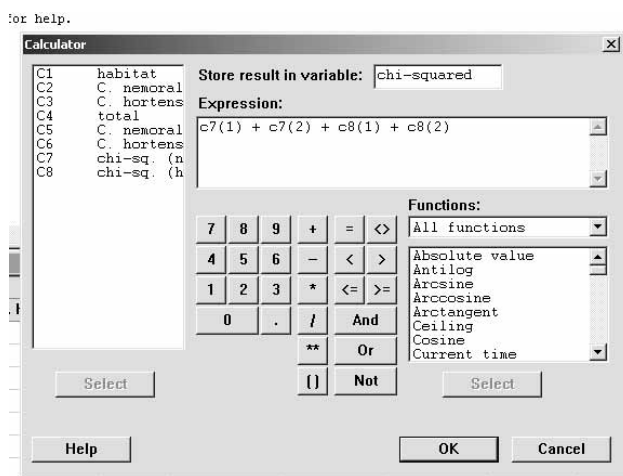 for help.
Calculator
C1 habitat
C2 C. nemoral
C3 C. hortens
C4 total
C5 C. nemoral
C6 C. hortens
C7 chi-sq. (n
C8 chi-sq. (h
Store result in variable: chi-squared
Expression:
c7(1) + c7(2) + c8(1) + c8(2)
Functions:
All functions
7 8 9 + = <>
4 5 6 - < >
1 2 3 * <= >=
0 . / And
** Or
() Not
Absolute value
Antilog
Arcsine
Arccosine
Arctangent
Ceiling
Cosine
Current time
Select
Select
Help
OK
Cancel